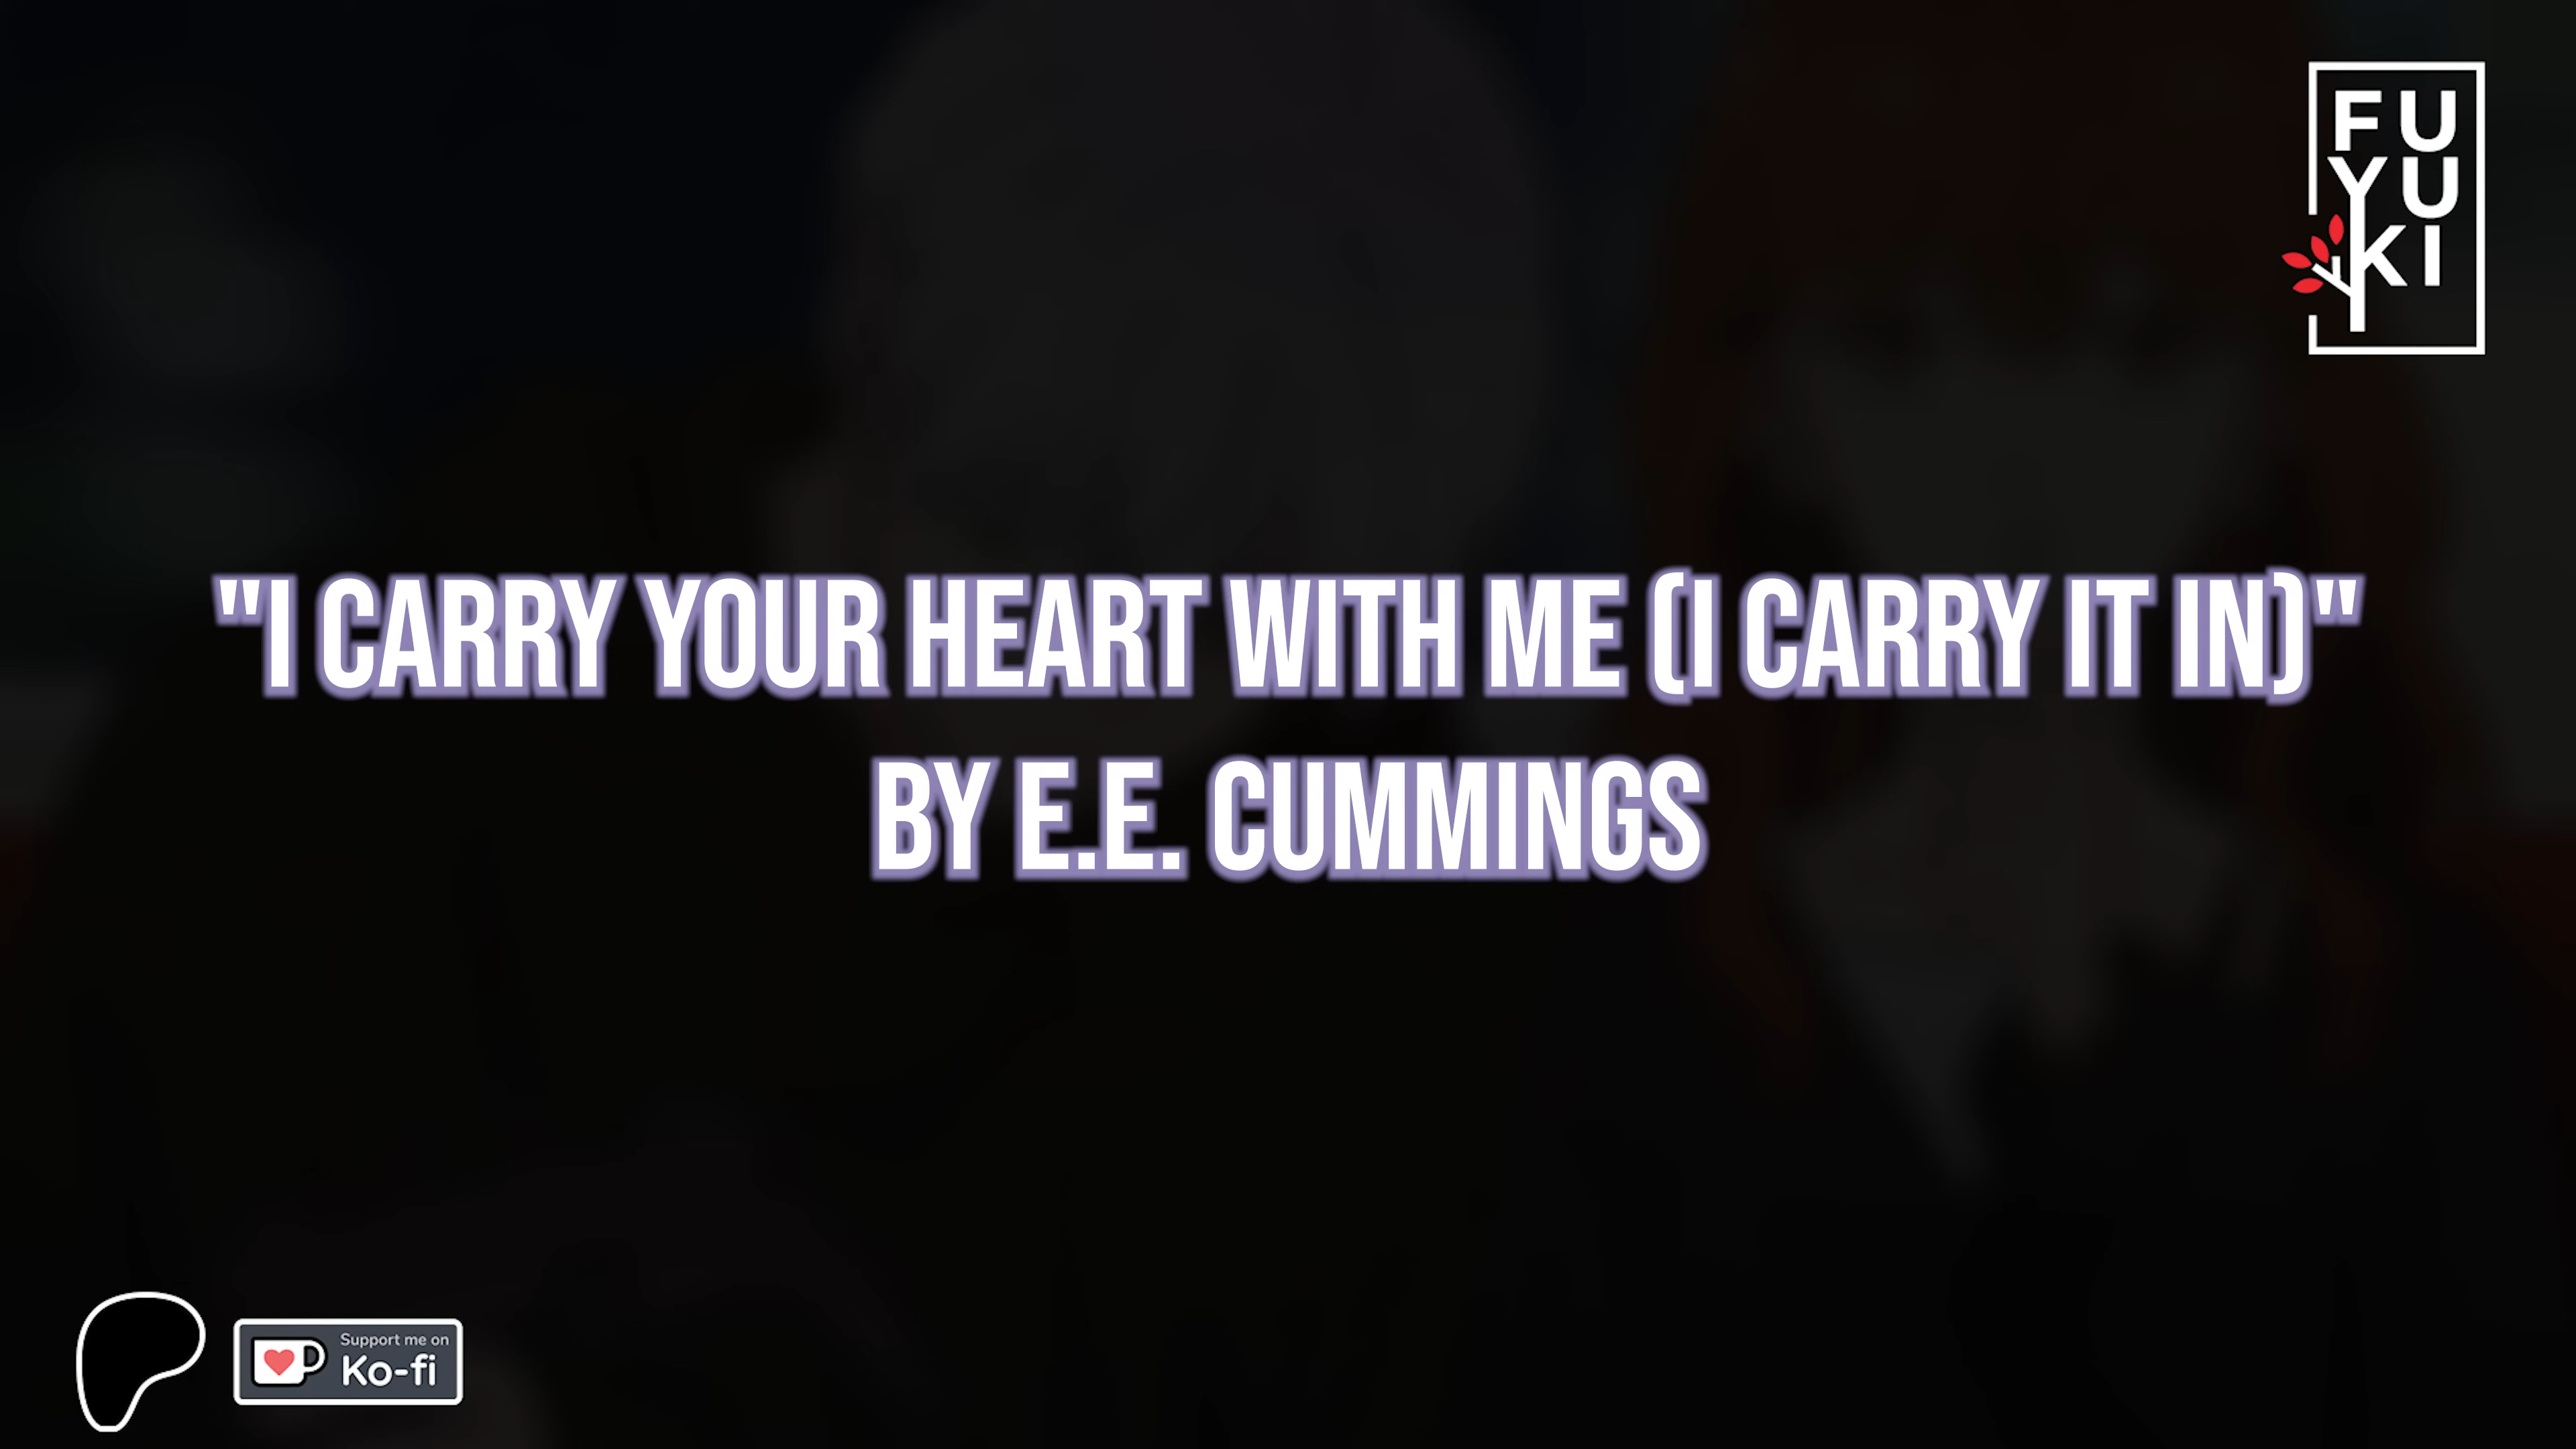 FU
YU
KI
"I CARRY YOUR HEART WITH ME (I CARRY IT IN)"
BY E.E. CUMMINGS
Support me on
Ko-fi